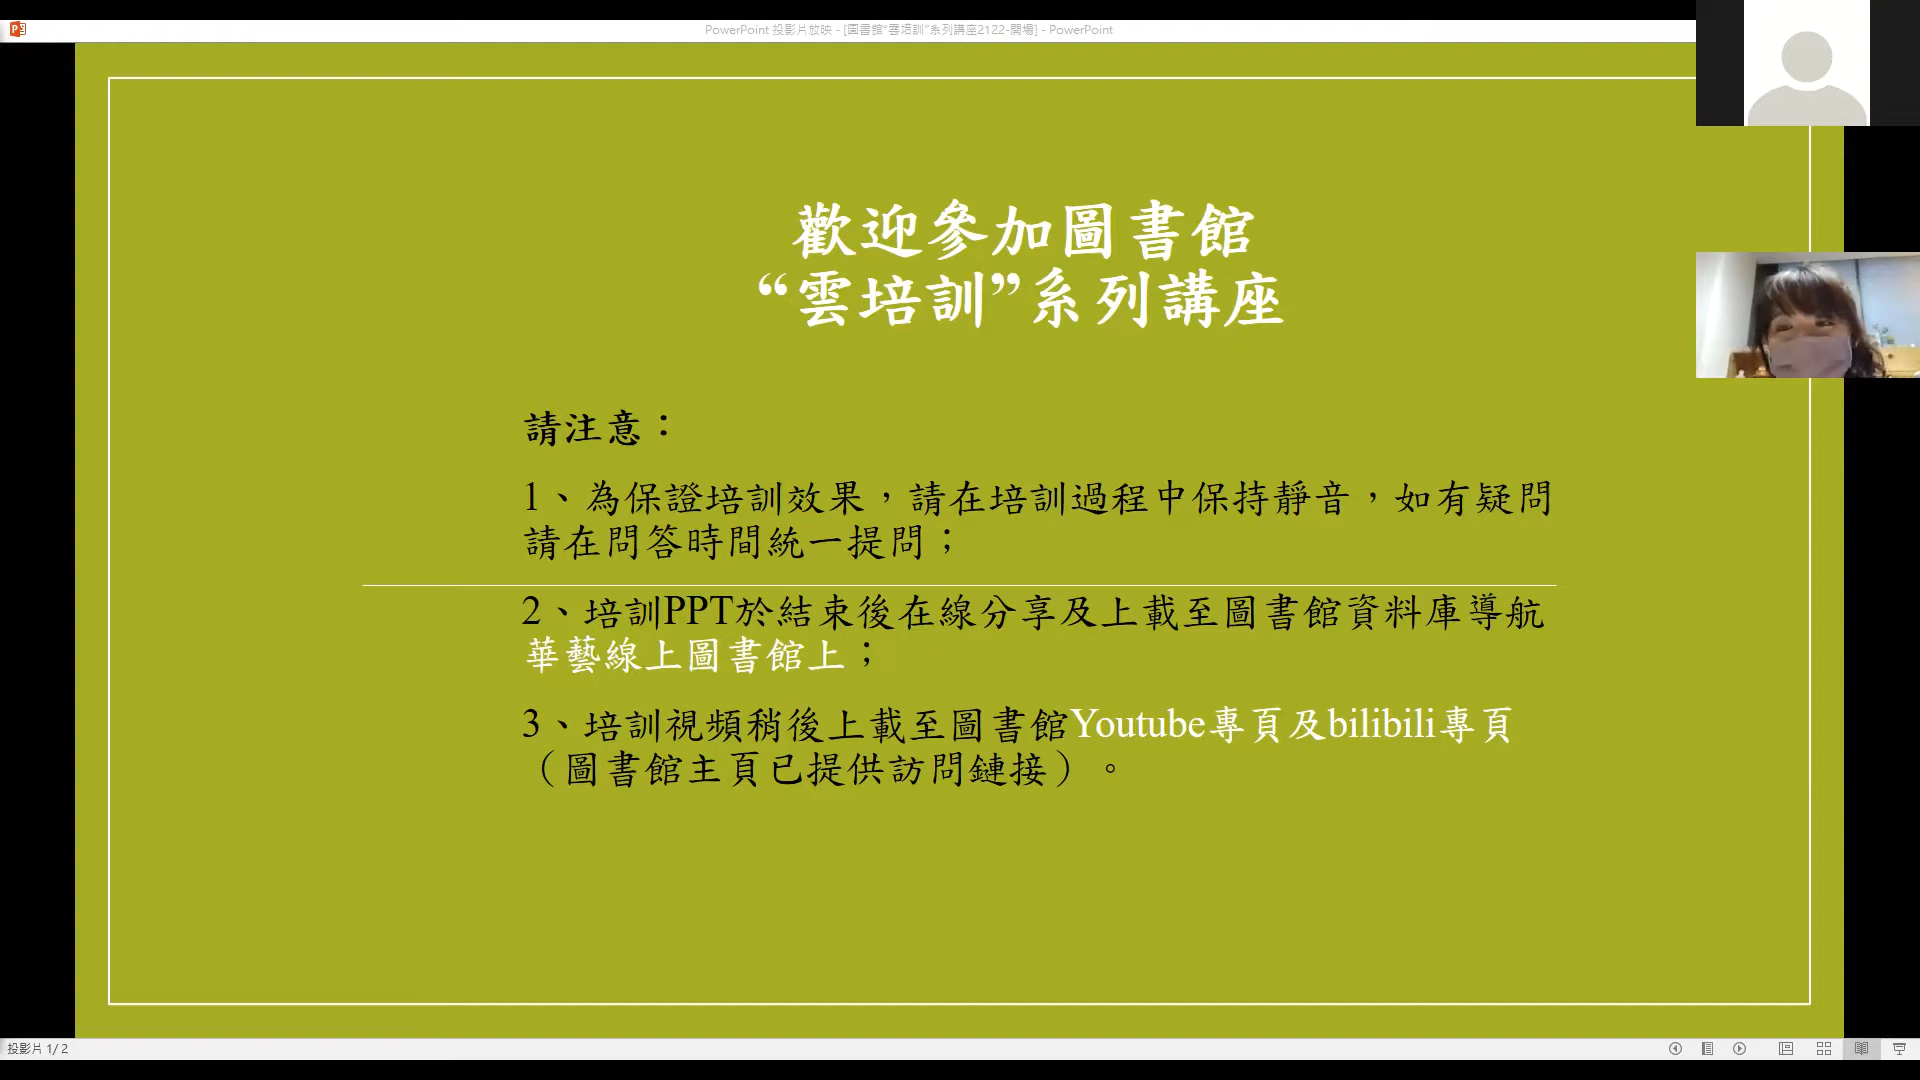 PowerPoint 投影片放映 - [圖書館"雲培訓"系列講座2122-開場] - PowerPoint
歡迎參加圖書館
“雲培訓”系列講座
請注意：
1、為保證培訓效果，請在培訓過程中保持靜音，如有疑問
請在問答時間統一提問；
2、培訓PPT於結束後在線分享及上載至圖書館資料庫導航
華藝線上圖書館上；
3、培訓視頻稍後上載至圖書館Youtube專頁及bilibili專頁
（圖書館主頁已提供訪問鏈接）。
投影片 1/2